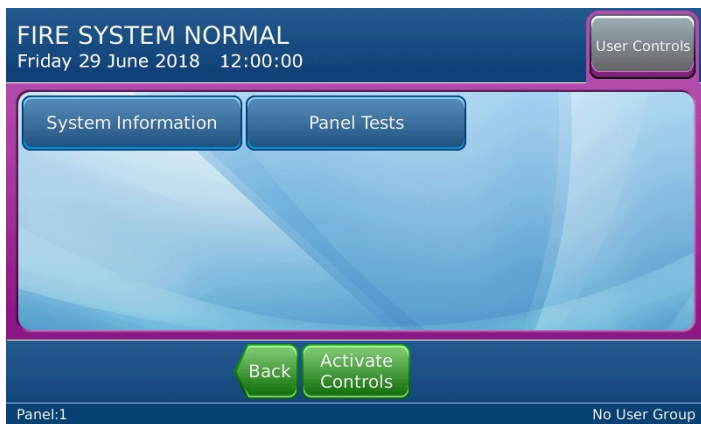 FIRE SYSTEM NORMAL
Friday 29 June 2018 12:00:00
User Controls
System Information
Panel Tests
Back
Activate
Controls
Panel:1
No User Group